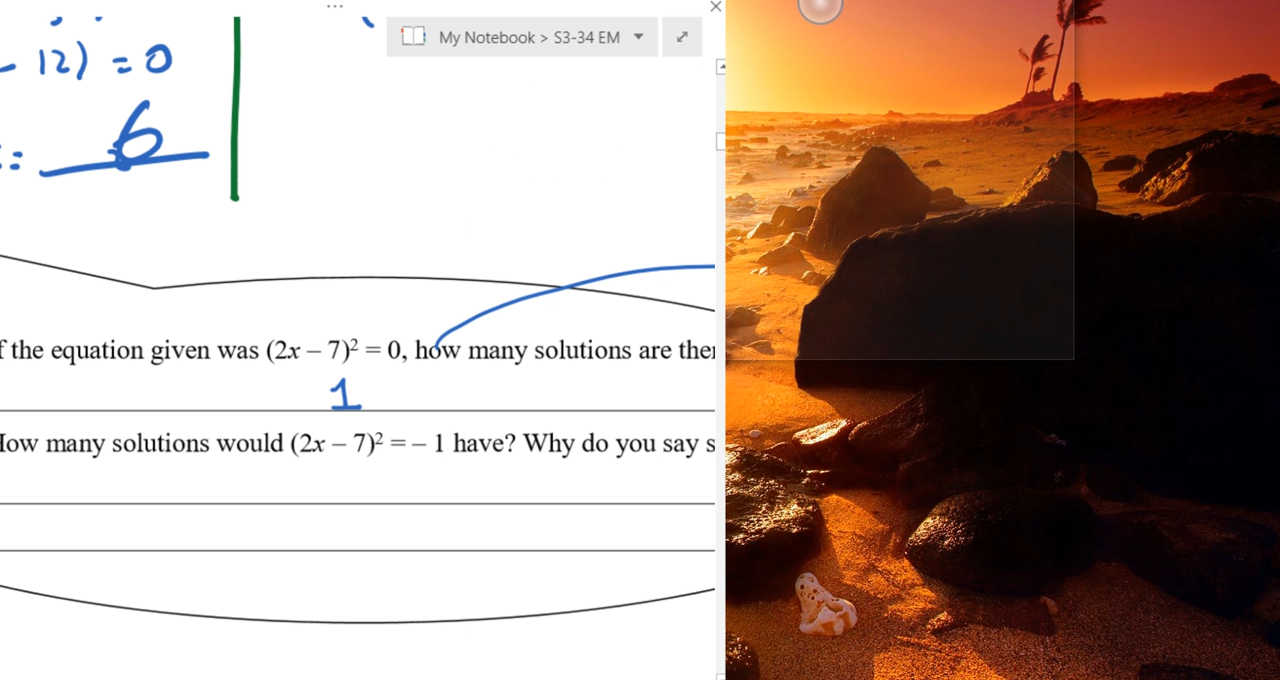 My Notebook > S3-34 EM
– 12) = 0
= 6
f the equation given was (2x – 7)² = 0, how many solutions are ther
1
How many solutions would (2x – 7)² = – 1 have? Why do you say s